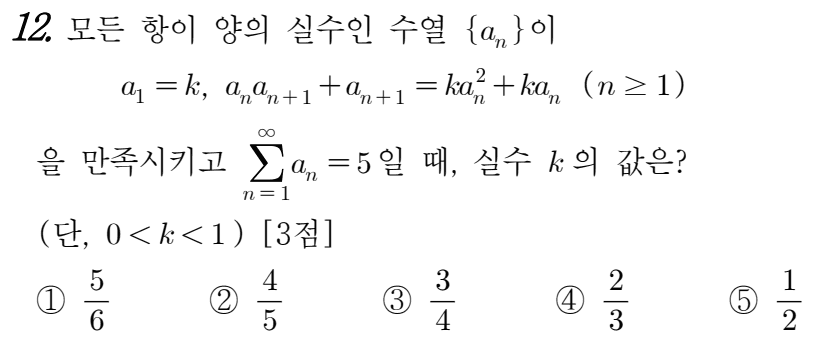 12. 모든 항이 양의 실수인 수열 {aₙ}이
a₁ = k, aₙaₙ₊₁ + aₙ₊₁ = kaₙ² + kaₙ (n ≥ 1)
을 만족시키고 ∑_{n=1}^{∞} aₙ = 5일 때, 실수 k의 값은?
(단, 0 < k < 1) [3점]
① 5/6 ② 4/5 ③ 3/4 ④ 2/3 ⑤ 1/2